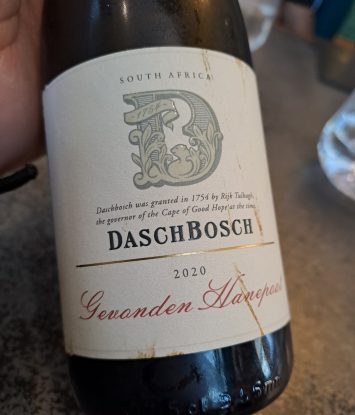 SOUTH AFRICA
1754
Daschbosch was granted in 1754 by Rijk Tulbagh,
the governor of the Cape of Good Hope at the time.
DASCHBOSCH
2020
Gevonden Hanepoot